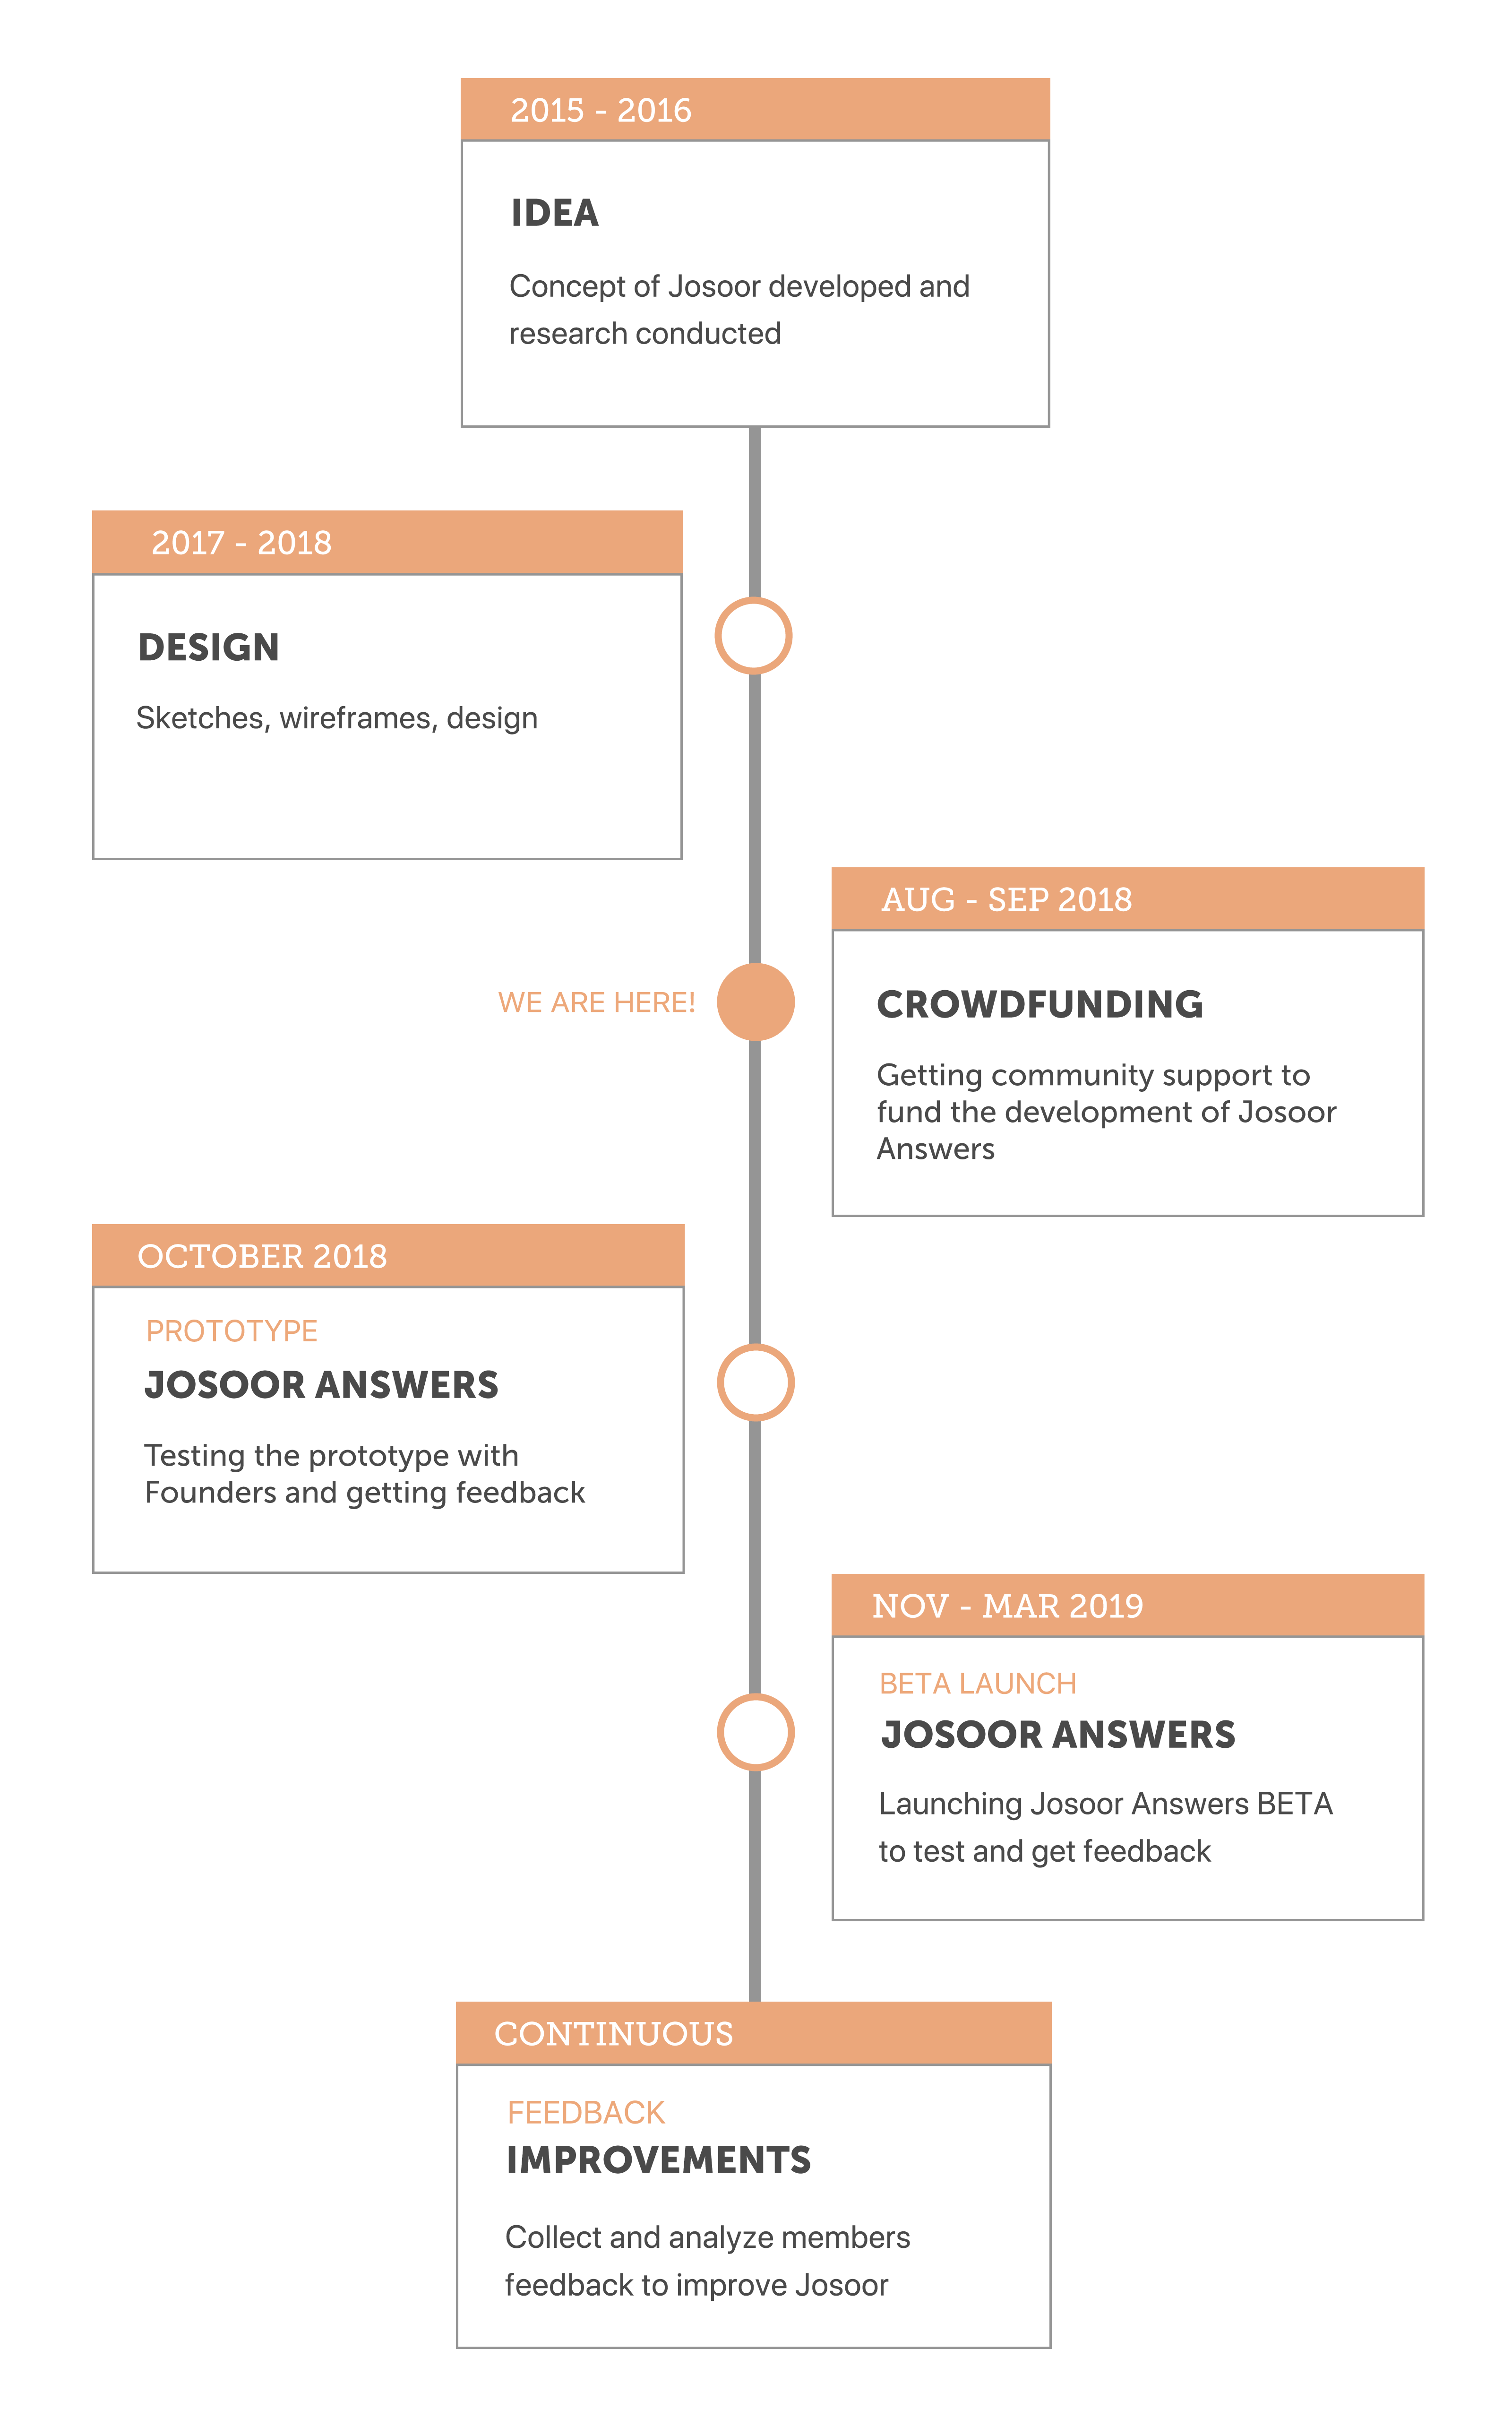 2015 - 2016
IDEA
Concept of Josoor developed and
research conducted
2017 - 2018
DESIGN
Sketches, wireframes, design
AUG - SEP 2018
WE ARE HERE!
CROWDFUNDING
Getting community support to
fund the development of Josoor
Answers
OCTOBER 2018
PROTOTYPE
JOSOOR ANSWERS
Testing the prototype with
Founders and getting feedback
NOV - MAR 2019
BETA LAUNCH
JOSOOR ANSWERS
Launching Josoor Answers BETA
to test and get feedback
CONTINUOUS
FEEDBACK
IMPROVEMENTS
Collect and analyze members
feedback to improve Josoor